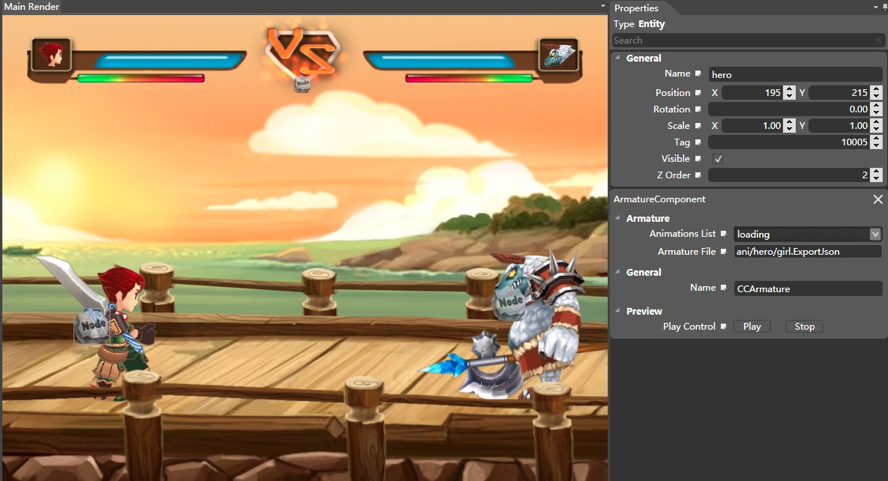 Main Render
VS
Node
Node
Node
Properties
Type Entity
Search
General
Name hero
Position X 195 Y 215
Rotation 0.00
Scale X 1.00 Y 1.00
Tag 10005
Visible
Z Order 2
ArmatureComponent
Armature
Animations List loading
Armature File ani/hero/girl.ExportJson
General
Name CCArmature
Preview
Play Control Play Stop